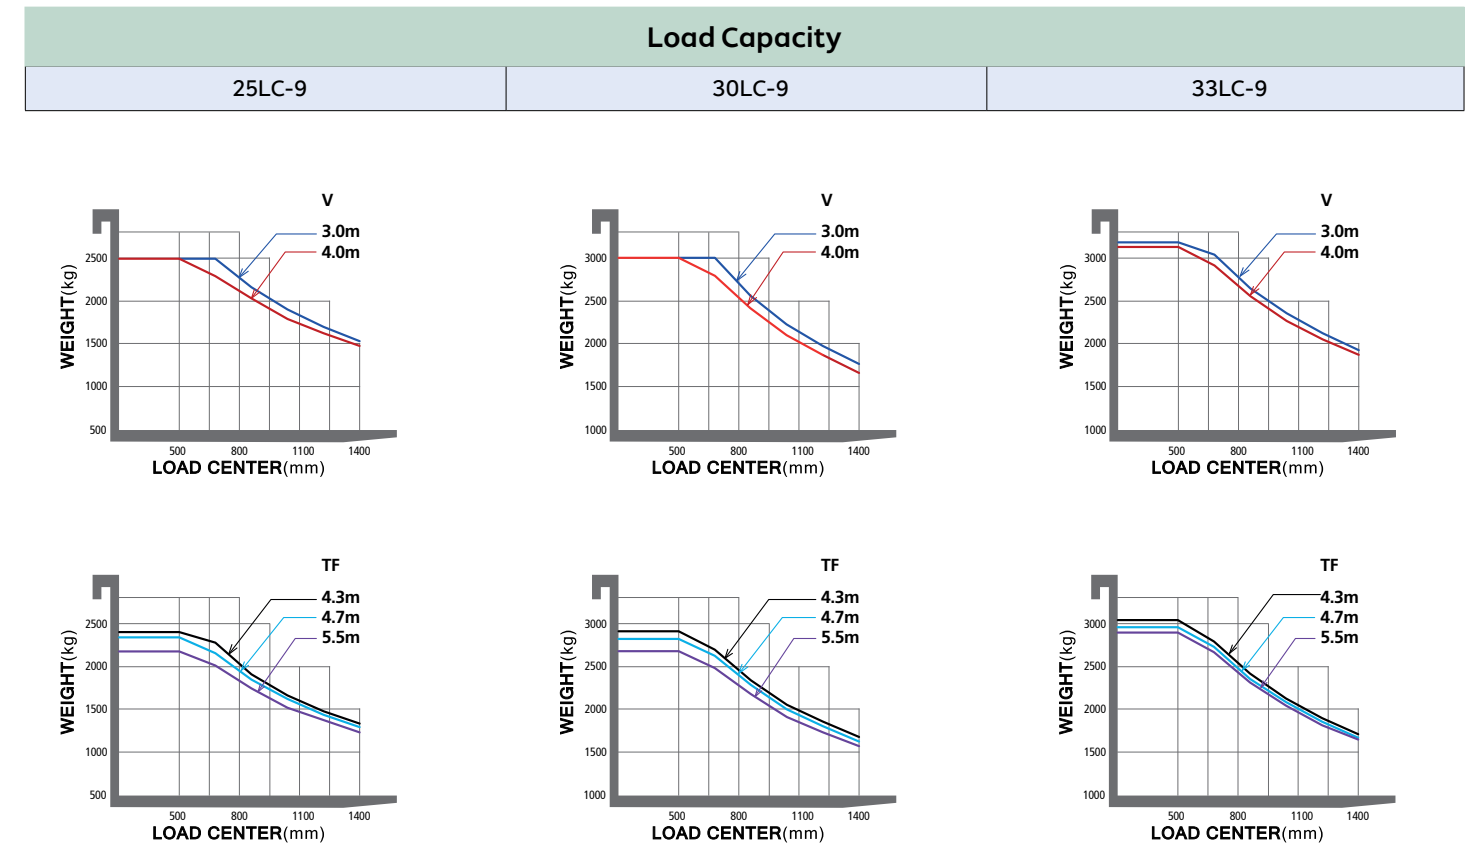 Load Capacity
25LC-9 30LC-9 33LC-9
V
3.0m
4.0m
2500
2000
1500
1000
500
WEIGHT(kg)
500 800 1100 1400
LOAD CENTER(mm)
V
3.0m
4.0m
3000
2500
2000
1500
1000
WEIGHT(kg)
500 800 1100 1400
LOAD CENTER(mm)
V
3.0m
4.0m
3000
2500
2000
1500
1000
WEIGHT(kg)
500 800 1100 1400
LOAD CENTER(mm)
TF
4.3m
4.7m
5.5m
2500
2000
1500
1000
500
WEIGHT(kg)
500 800 1100 1400
LOAD CENTER(mm)
TF
4.3m
4.7m
5.5m
3000
2500
2000
1500
1000
WEIGHT(kg)
500 800 1100 1400
LOAD CENTER(mm)
TF
4.3m
4.7m
5.5m
3000
2500
2000
1500
1000
WEIGHT(kg)
500 800 1100 1400
LOAD CENTER(mm)